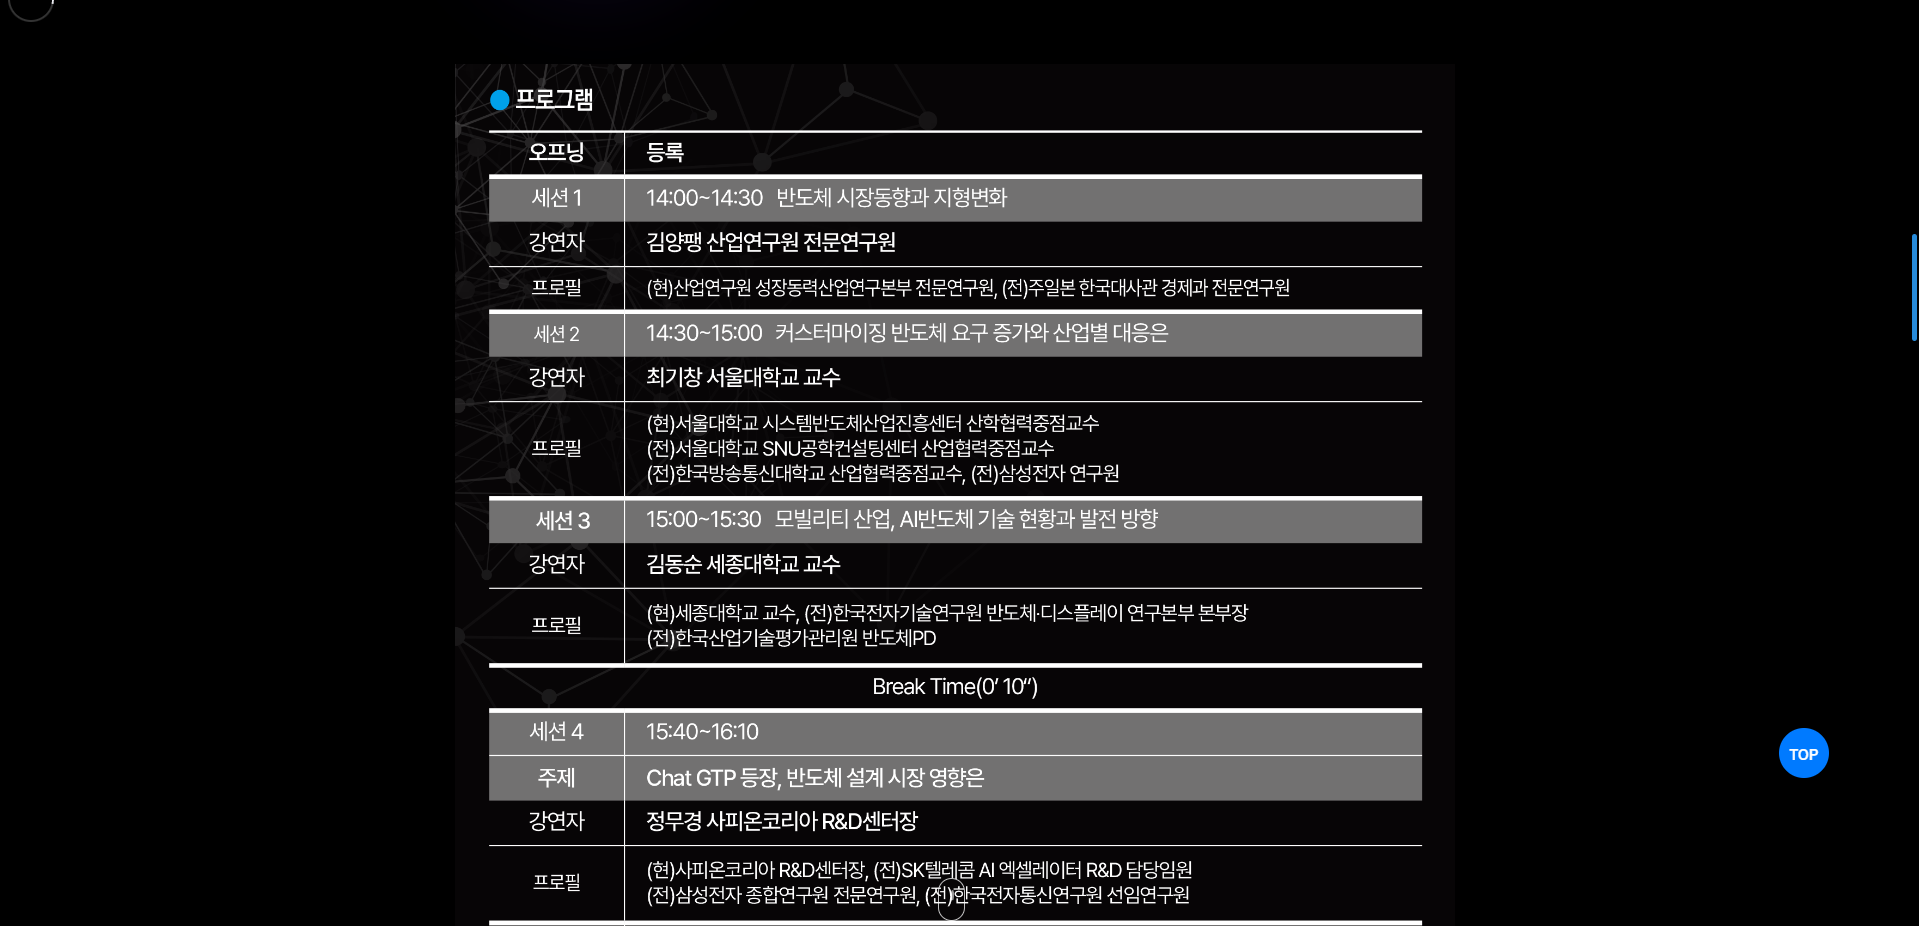 프로그램
오프닝 등록
세션 1 14:00~14:30 반도체 시장동향과 지형변화
강연자 김양팽 산업연구원 전문연구원
프로필 (현)산업연구원 성장동력산업연구본부 전문연구원, (전)주일본 한국대사관 경제과 전문연구원
세션 2 14:30~15:00 커스터마이징 반도체 요구 증가와 산업별 대응은
강연자 최기창 서울대학교 교수
프로필 (현)서울대학교 시스템반도체산업진흥센터 산학협력중점교수
(전)서울대학교 SNU공학컨설팅센터 산업협력중점교수
(전)한국방송통신대학교 산업협력중점교수, (전)삼성전자 연구원
세션 3 15:00~15:30 모빌리티 산업, AI반도체 기술 현황과 발전 방향
강연자 김동순 세종대학교 교수
프로필 (현)세종대학교 교수, (전)한국전자기술연구원 반도체·디스플레이 연구본부 본부장
(전)한국산업기술평가관리원 반도체PD
Break Time(0’ 10“)
세션 4 15:40~16:10
주제 Chat GTP 등장, 반도체 설계 시장 영향은
강연자 정무경 사피온코리아 R&D센터장
프로필 (현)사피온코리아 R&D센터장, (전)SK텔레콤 AI 엑셀레이터 R&D 담당임원
(전)삼성전자 종합연구원 전문연구원, (전)한국전자통신연구원 선임연구원
TOP